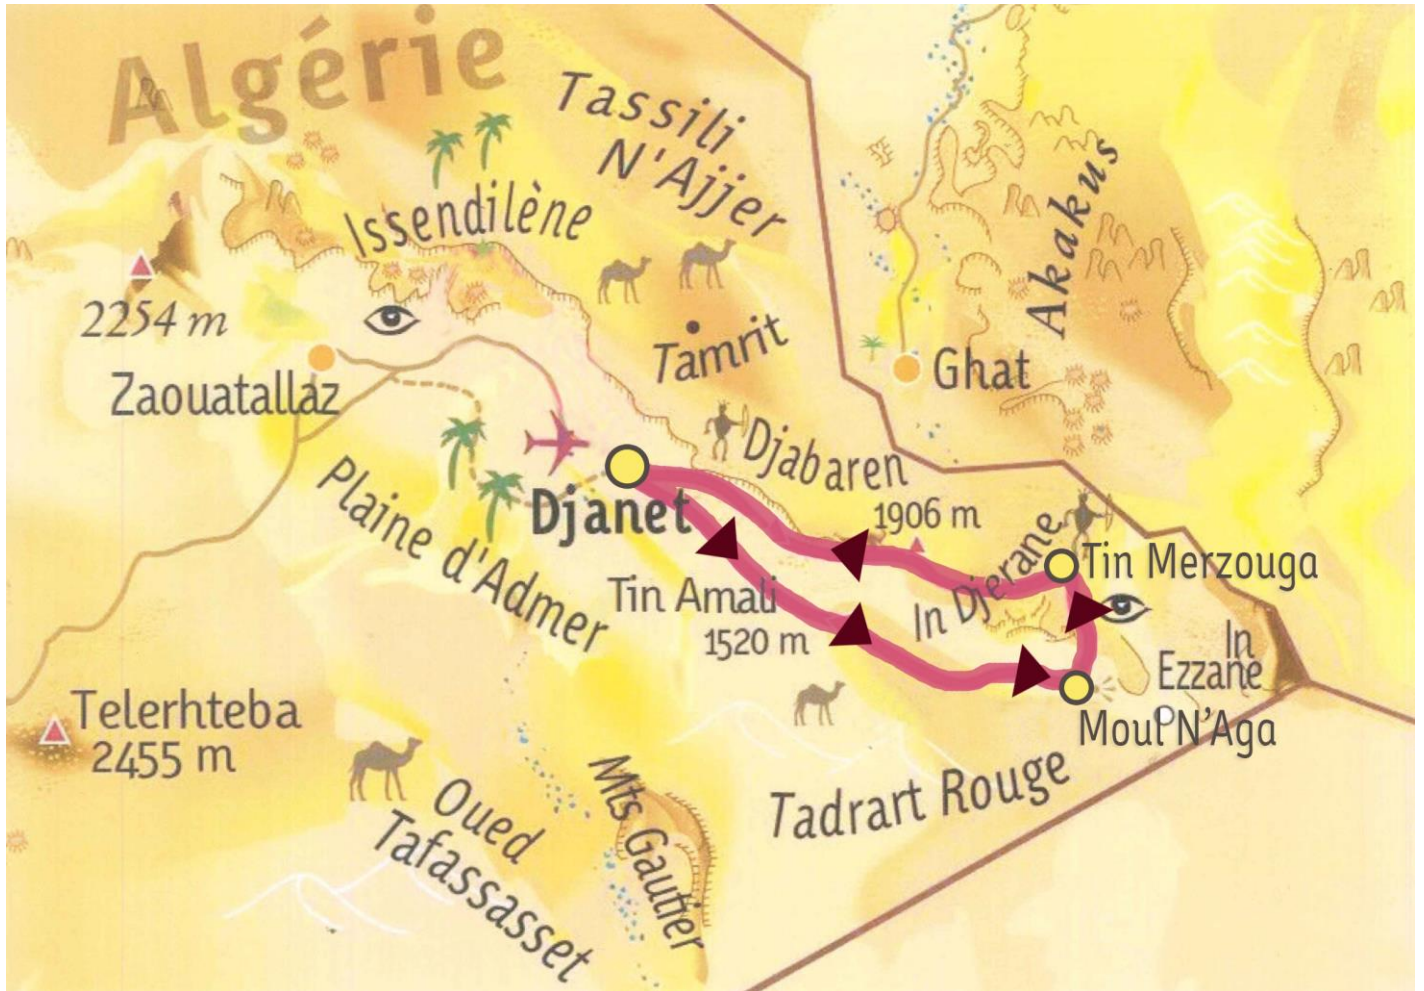 Algérie
Tassili
N'Ajjer
Issendilène
Akakus
2254 m
Tamrit
Ghat
Zaouatallaz
Djabaren
1906 m
Plaine d'Admer
Djanet
In Djerane
Tin Merzouga
Tin Amali
1520 m
In
Ezzane
Moul N'Aga
Telerhteba
2455 m
Tadrart Rouge
Oued
Tafassasset
Mts Gautier